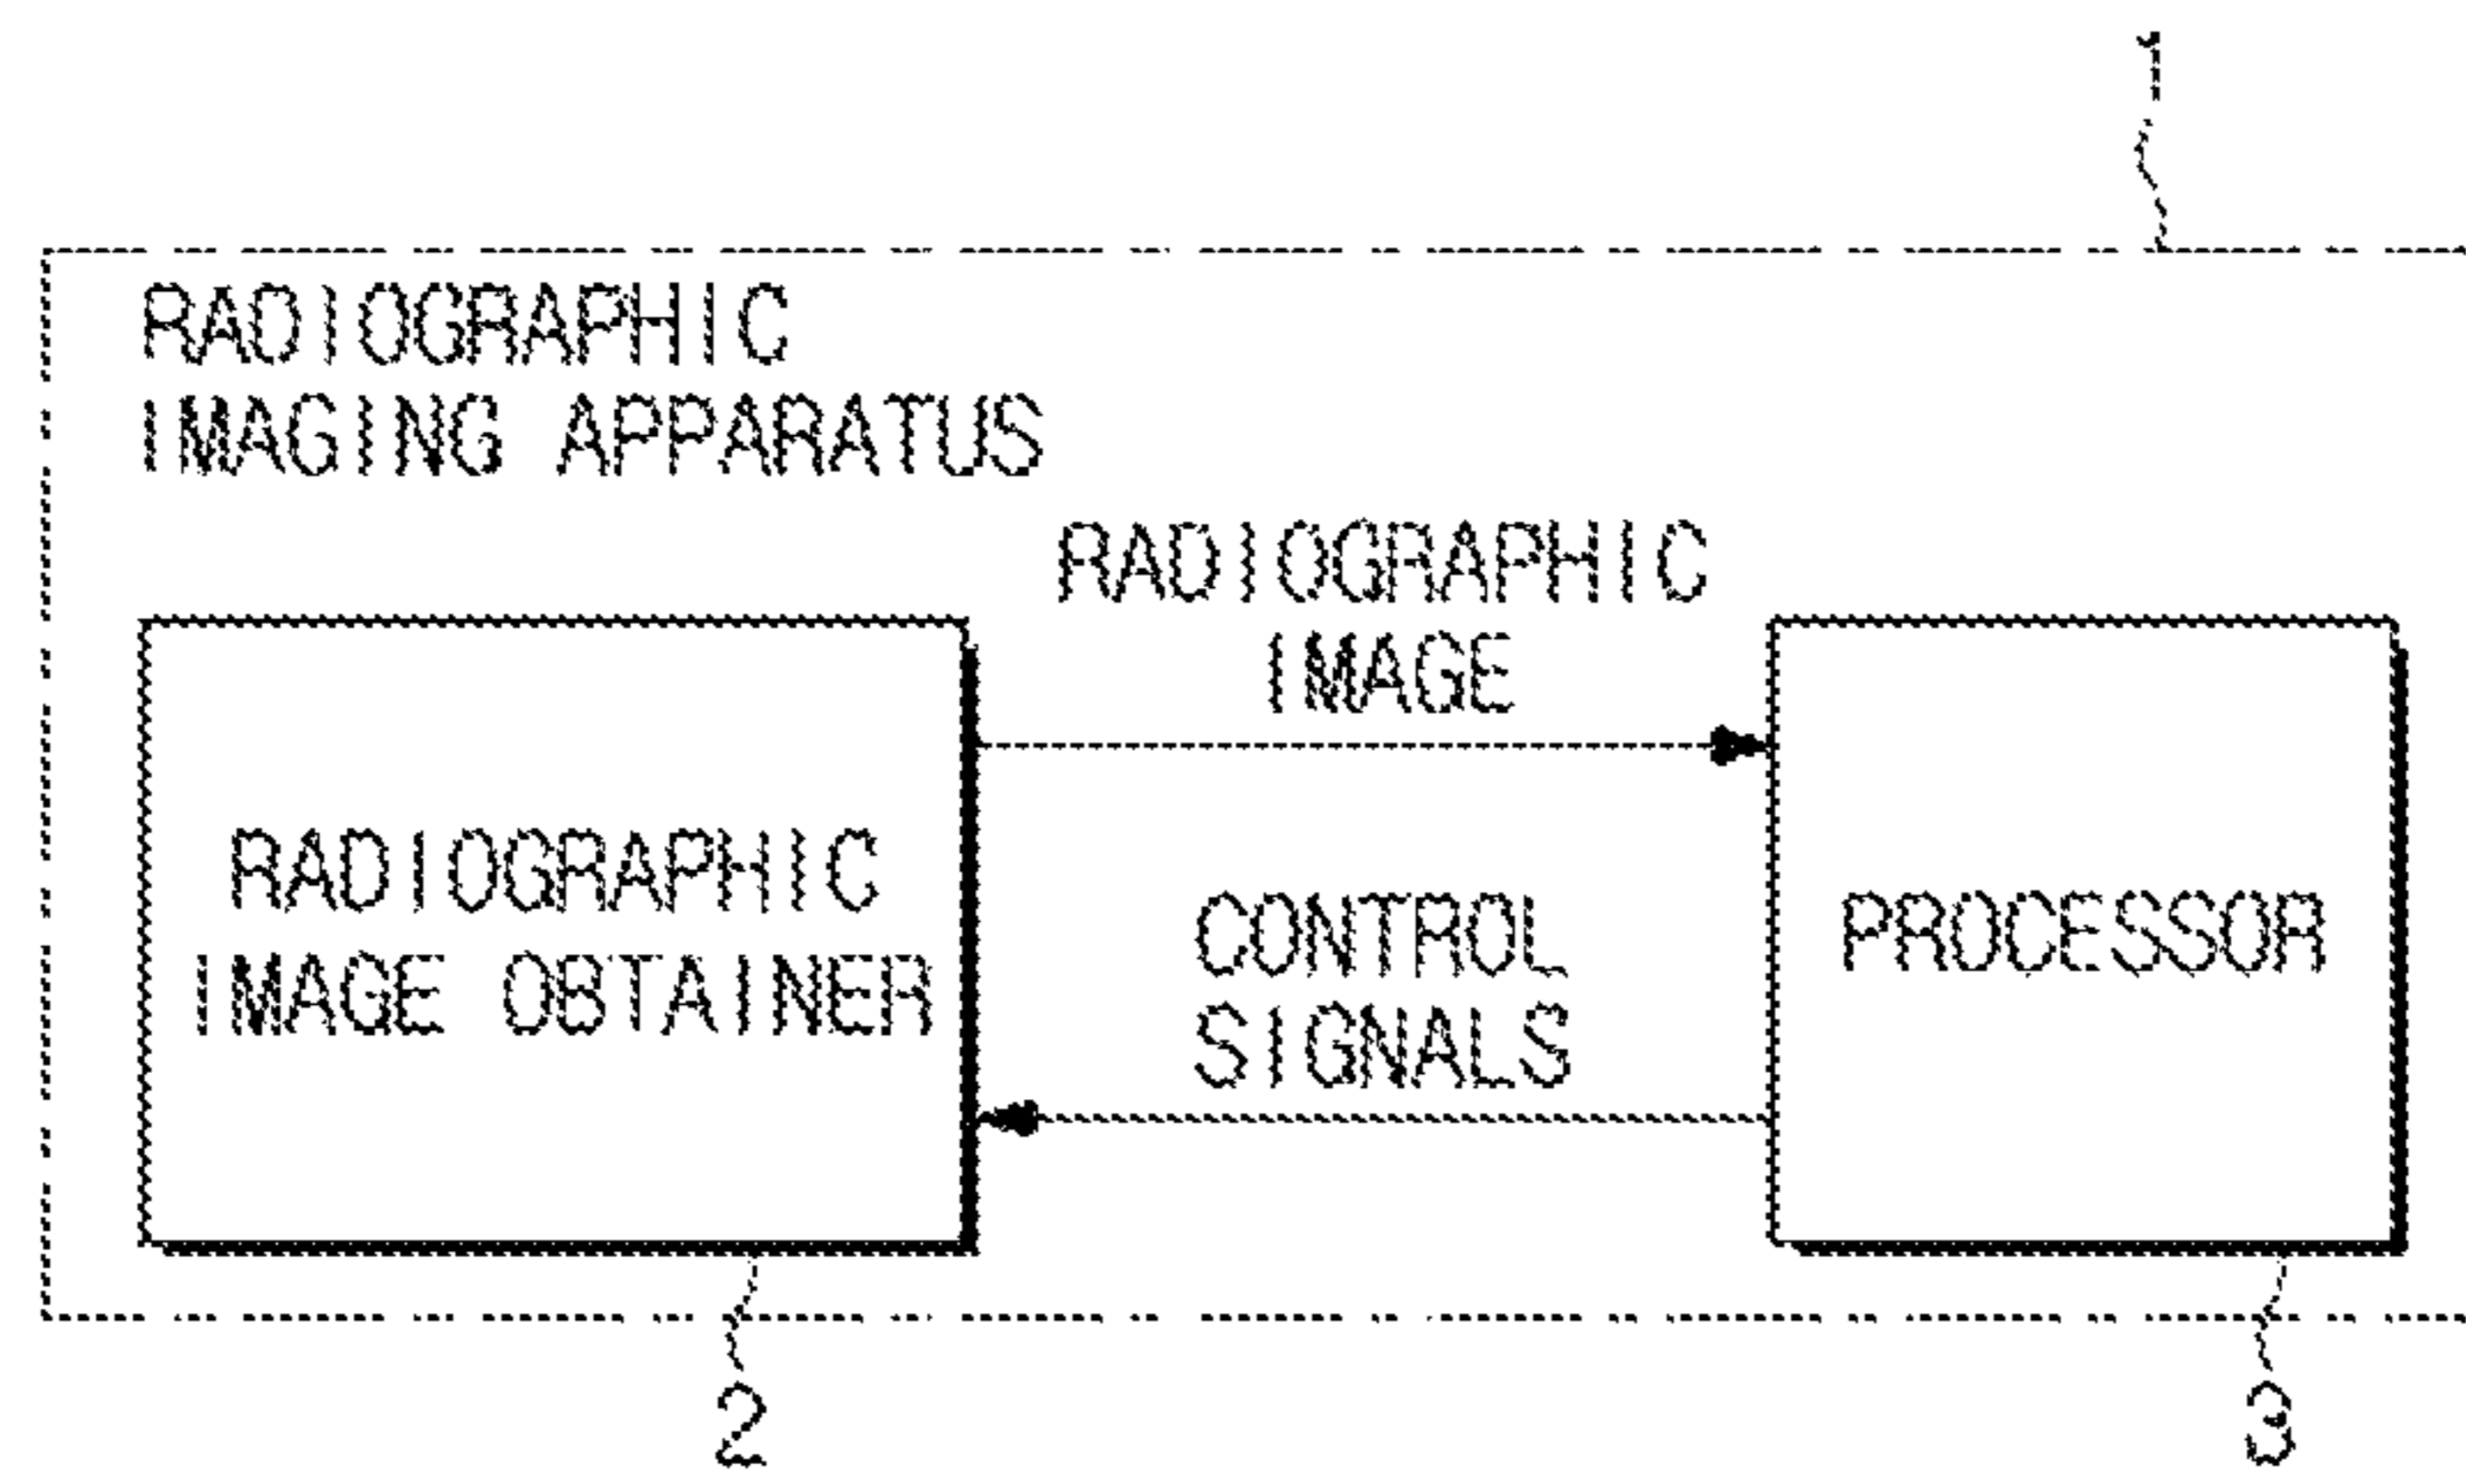 1
RADIOGRAPHIC
IMAGING APPARATUS
RADIOGRAPHIC
IMAGE
RADIOGRAPHIC
IMAGE OBTAINER
CONTROL
SIGNALS
PROCESSOR
2
3